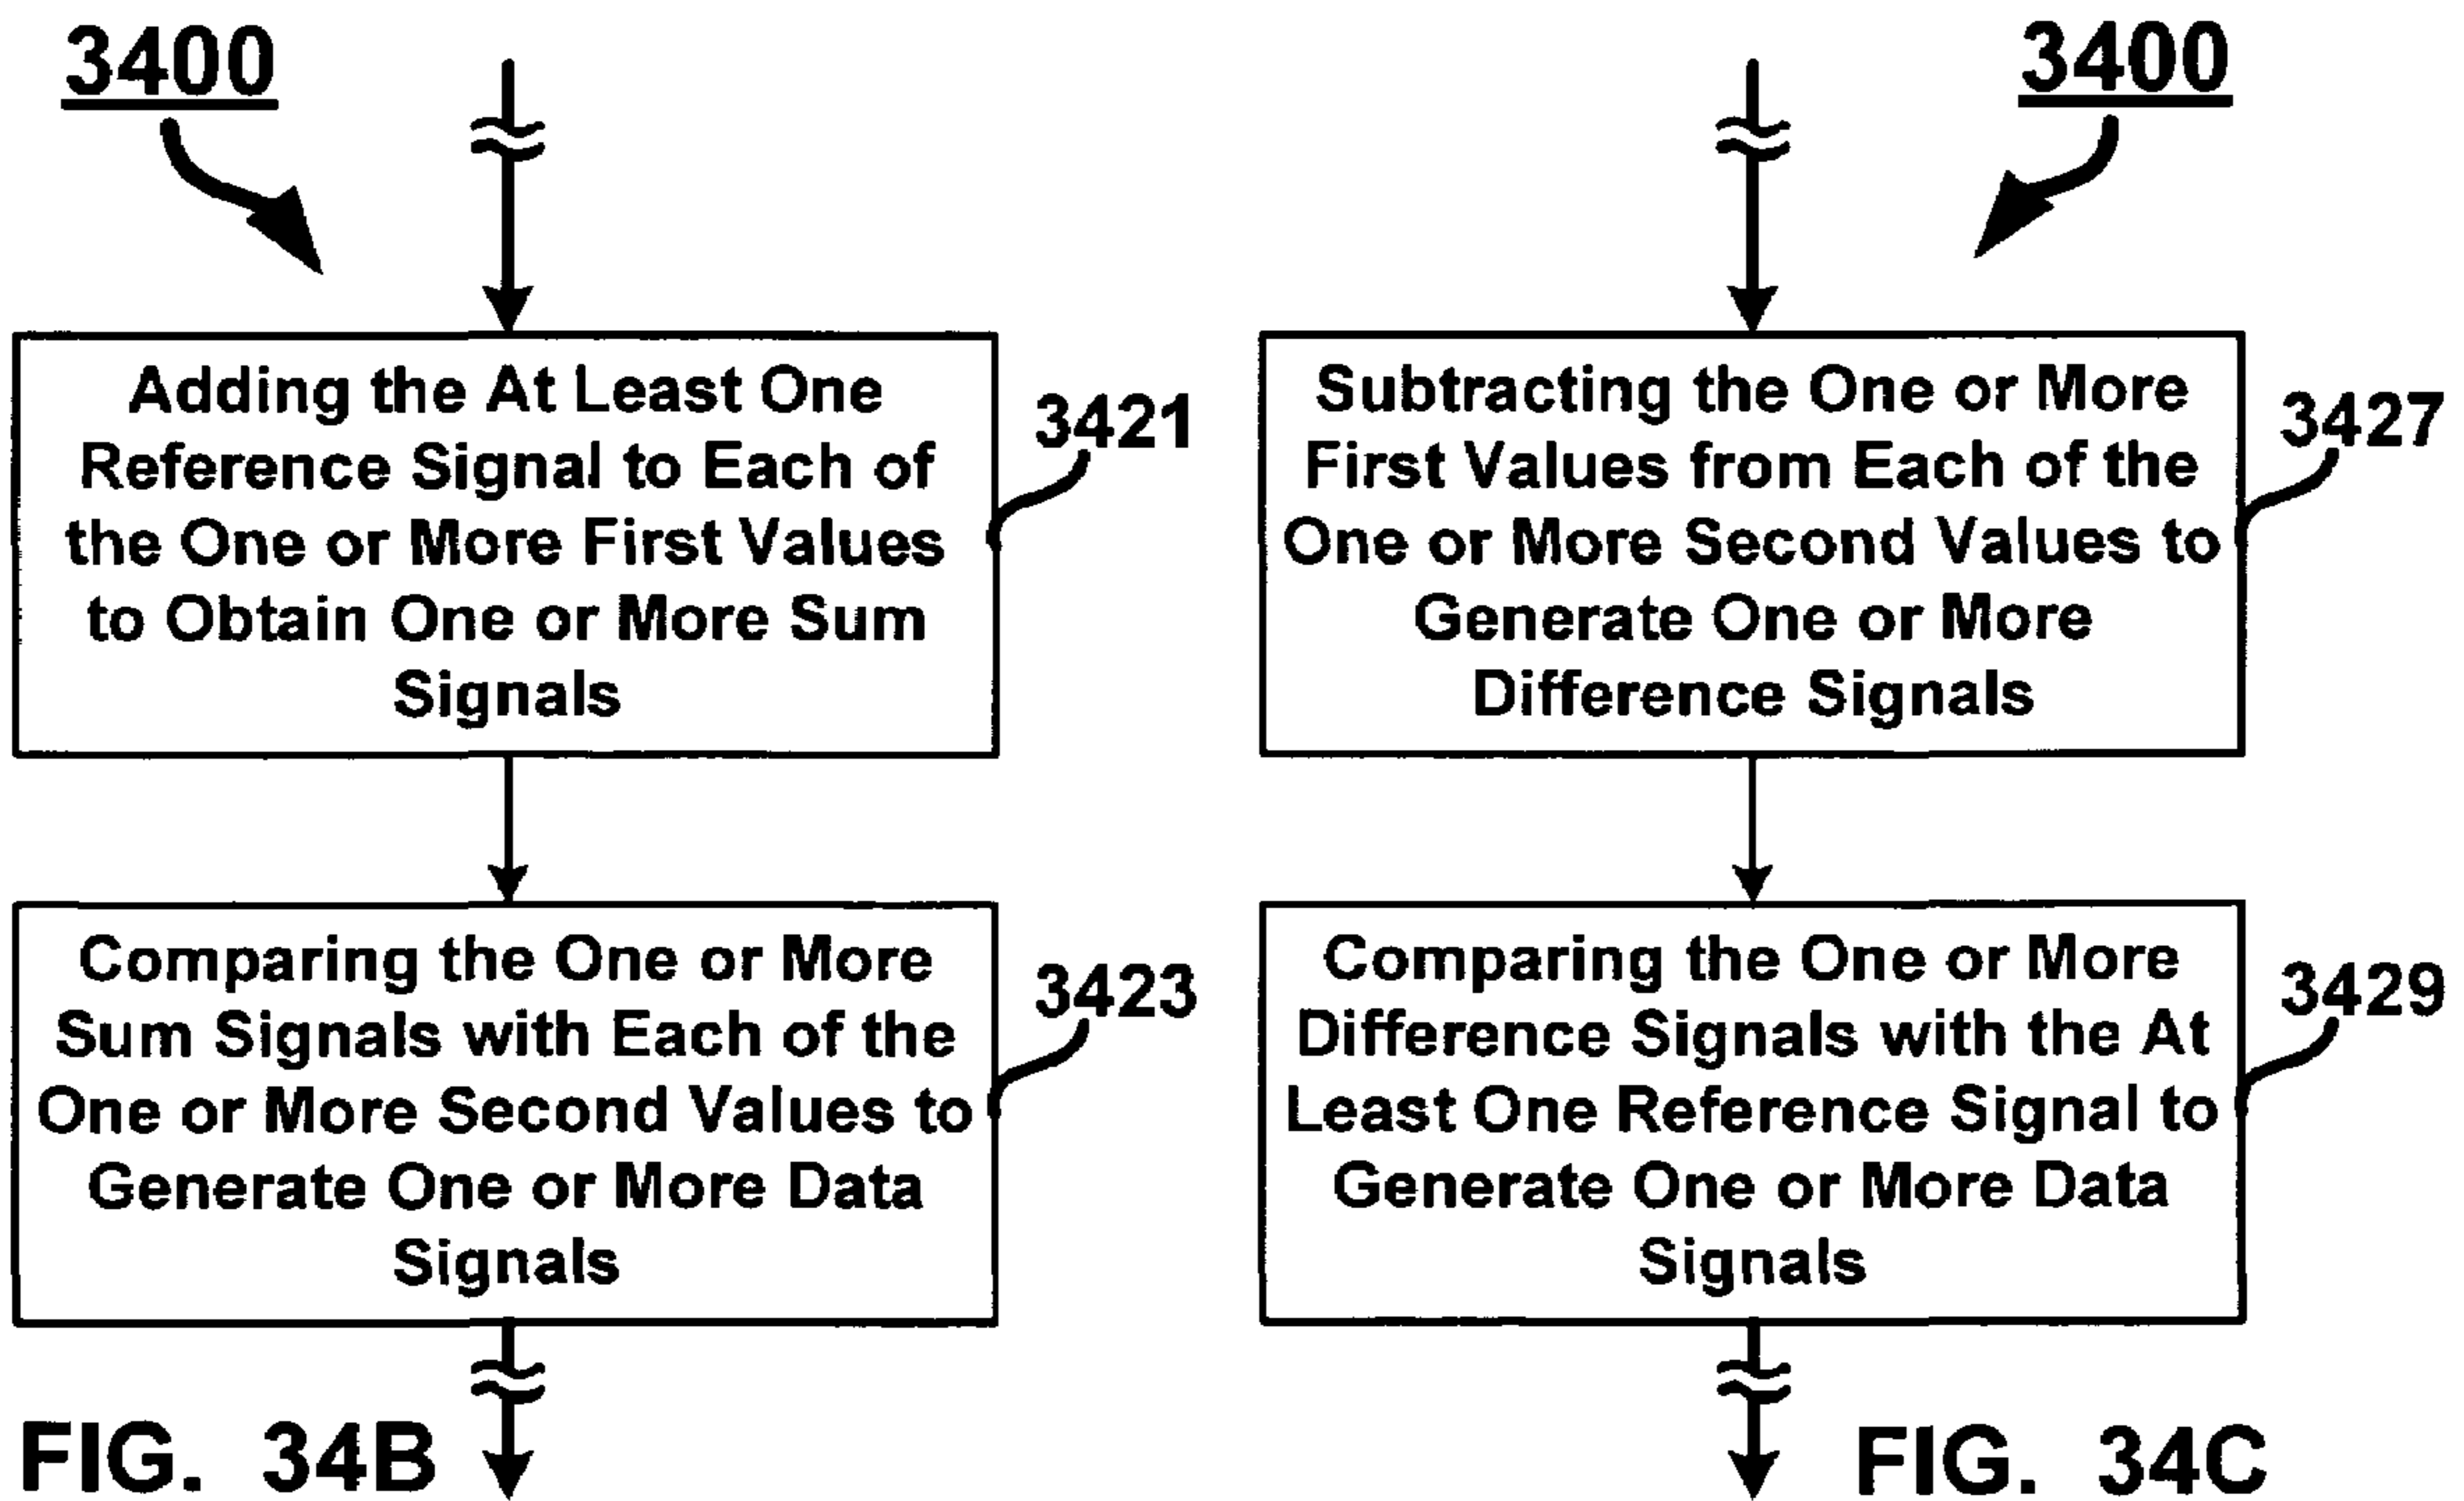 3400
Adding the At Least One
Reference Signal to Each of
the One or More First Values
to Obtain One or More Sum
Signals
3421
Comparing the One or More
Sum Signals with Each of the
One or More Second Values to
Generate One or More Data
Signals
3423
FIG. 34B
3400
Subtracting the One or More
First Values from Each of the
One or More Second Values to
Generate One or More
Difference Signals
3427
Comparing the One or More
Difference Signals with the At
Least One Reference Signal to
Generate One or More Data
Signals
3429
FIG. 34C